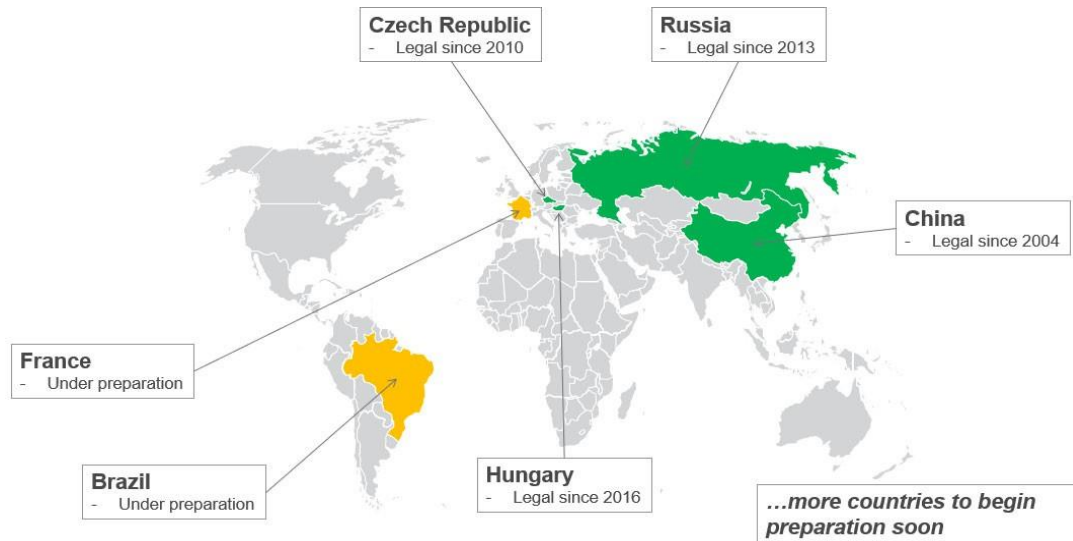 Czech Republic
- Legal since 2010
Russia
- Legal since 2013
China
- Legal since 2004
France
- Under preparation
Brazil
- Under preparation
Hungary
- Legal since 2016
...more countries to begin
preparation soon